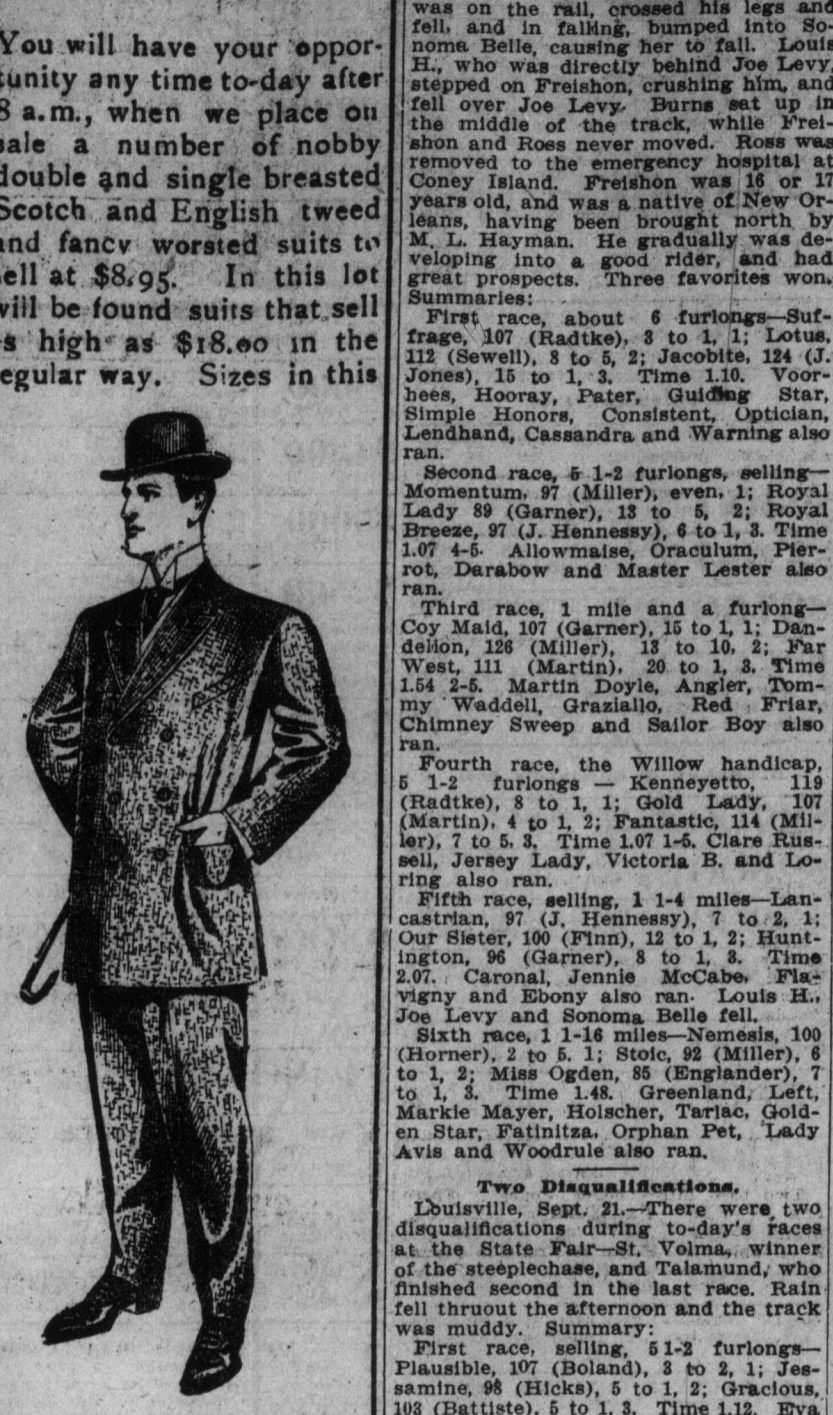 You will have your oppor-
tunity any time to-day after
8 a.m., when we place on
sale a number of nobby
double and single breasted
Scotch and English tweed
and fancy worsted suits to
sell at $8.95. In this lot
will be found suits that sell
as high as $18.00 in the
regular way. Sizes in this
was on the rail, crossed his legs and
fell, and in falling, bumped into So-
noma Belle, causing her to fall. Louis
H., who was directly behind Joe Levy,
stepped on Freishon, crushing him, and
fell over Joe Levy. Burns sat up in
the middle of the track, while Frei-
shon and Ross never moved. Ross was
removed to the emergency hospital at
Coney Island. Freishon was 16 or 17
years old, and was a native of New Or-
leans, having been brought north by
M. L. Hayman. He gradually was de-
veloping into a good rider, and had
great prospects. Three favorites won.
Summaries:
First race, about 6 furlongs—Suf-
frage, 107 (Radtke), 3 to 1, 1; Lotus,
112 (Sewell), 8 to 5, 2; Jacobite, 124 (J.
Jones), 15 to 1, 3. Time 1.10. Voor-
hees, Hooray, Pater, Guiding Star,
Simple Honors, Consistent, Optician,
Lendhand, Cassandra and Warning also
ran.
Second race, 5 1-2 furlongs, selling—
Momentum, 97 (Miller), even, 1; Royal
Lady 89 (Garner), 13 to 5, 2; Royal
Breeze, 97 (J. Hennessy), 6 to 1, 3. Time
1.07 4-5. Allowmaise, Oraculum, Pier-
rot, Darabow and Master Lester also
ran.
Third race, 1 mile and a furlong—
Coy Maid, 107 (Garner), 15 to 1, 1; Dan-
delion, 126 (Miller), 13 to 10, 2; Far
West, 111 (Martin), 20 to 1, 3. Time
1.54 2-5. Martin Doyle, Angler, Tom-
my Waddell, Graziallo, Red Friar,
Chimney Sweep and Sailor Boy also
ran.
Fourth race, the Willow handicap,
5 1-2 furlongs — Kenneyetto, 119
(Radtke), 8 to 1, 1; Gold Lady, 107
(Martin), 4 to 1, 2; Fantastic, 114 (Mil-
ler), 7 to 5, 3. Time 1.07 1-5. Clare Rus-
sell, Jersey Lady, Victoria B. and Lo-
ring also ran.
Fifth race, selling, 1 1-4 miles—Lan-
castrian, 97 (J. Hennessy), 7 to 2, 1;
Our Sister, 100 (Finn), 12 to 1, 2; Hunt-
ington, 96 (Garner), 8 to 1, 3. Time
2.07. Caronal, Jennie McCabe, Fla-
vigny and Ebony also ran. Louis H.,
Joe Levy and Sonoma Belle fell.
Sixth race, 1 1-16 miles—Nemesis, 100
(Horner), 2 to 5, 1; Stoic, 92 (Miller), 6
to 1, 2; Miss Ogden, 85 (Englander), 7
to 1, 3. Time 1.48. Greenland, Left,
Markie Mayer, Holscher, Tarlac, Gold-
en Star, Fatinitza, Orphan Pet, Lady
Avis and Woodrule also ran.
Two Disqualifications.
Louisville, Sept. 21.—There were two
disqualifications during to-day's races
at the State Fair—St. Volma, winner
of the steeplechase, and Talamund, who
finished second in the last race. Rain
fell thruout the afternoon and the track
was muddy. Summary:
First race, selling, 5 1-2 furlongs—
Plausible, 107 (Boland), 3 to 2, 1; Jes-
samine, 98 (Hicks), 5 to 1, 2; Gracious,
103 (Battiste), 5 to 1, 3. Time 1.12. Eva